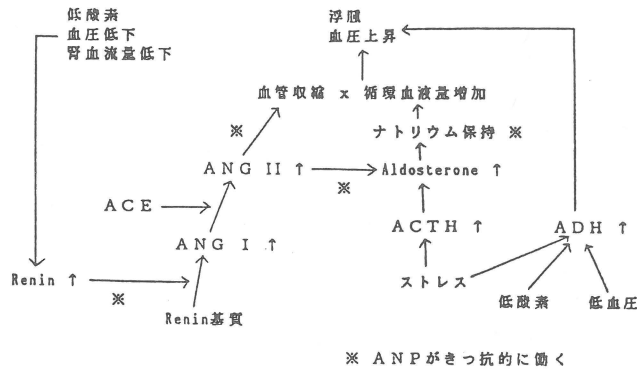 低酸素
血圧低下
腎血流量低下
浮腫
血圧上昇
血管収縮 x 循環血液量増加
※
ナトリウム保持 ※
ANG II ↑
※
Aldosterone ↑
ACE
ANG I ↑
ACTH ↑
ADH ↑
Renin ↑
※
ストレス
低酸素
低血圧
Renin基質
※ ANPがきっ抗的に働く